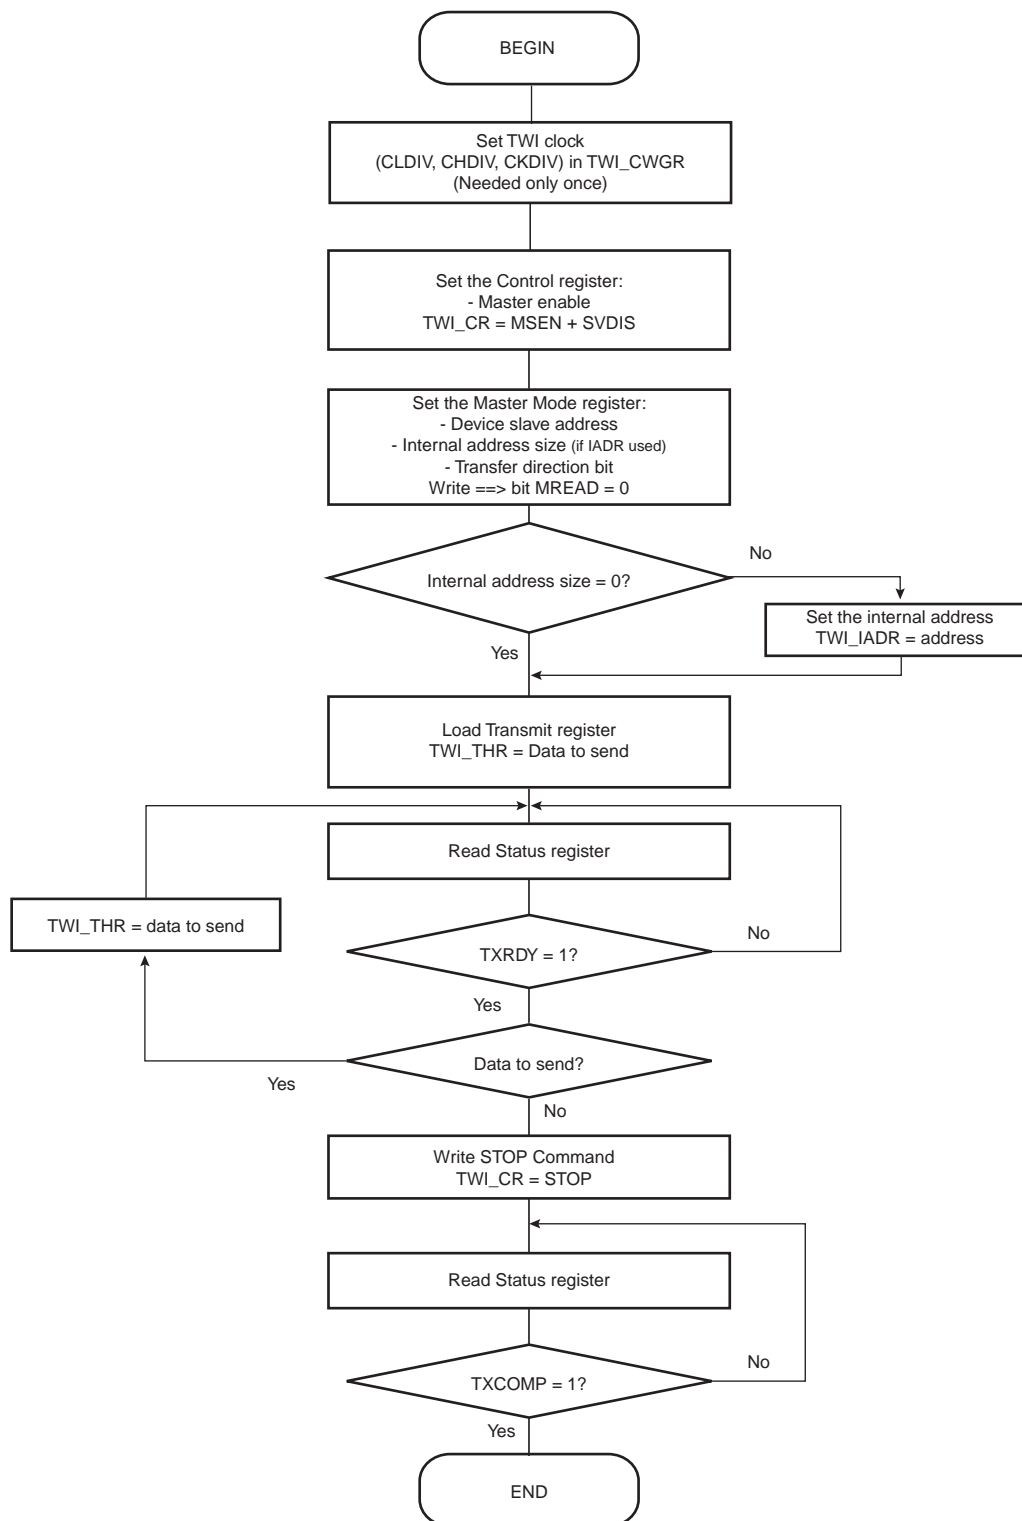 BEGIN
Set TWI clock
(CLDIV, CHDIV, CKDIV) in TWI_CWGR
(Needed only once)
Set the Control register:
- Master enable
TWI_CR = MSEN + SVDIS
Set the Master Mode register:
- Device slave address
- Internal address size (if IADR used)
- Transfer direction bit
Write ==> bit MREAD = 0
No
Internal address size = 0?
Set the internal address
TWI_IADR = address
Yes
Load Transmit register
TWI_THR = Data to send
Read Status register
TWI_THR = data to send
No
TXRDY = 1?
Yes
Data to send?
Yes
No
Write STOP Command
TWI_CR = STOP
Read Status register
No
TXCOMP = 1?
Yes
END